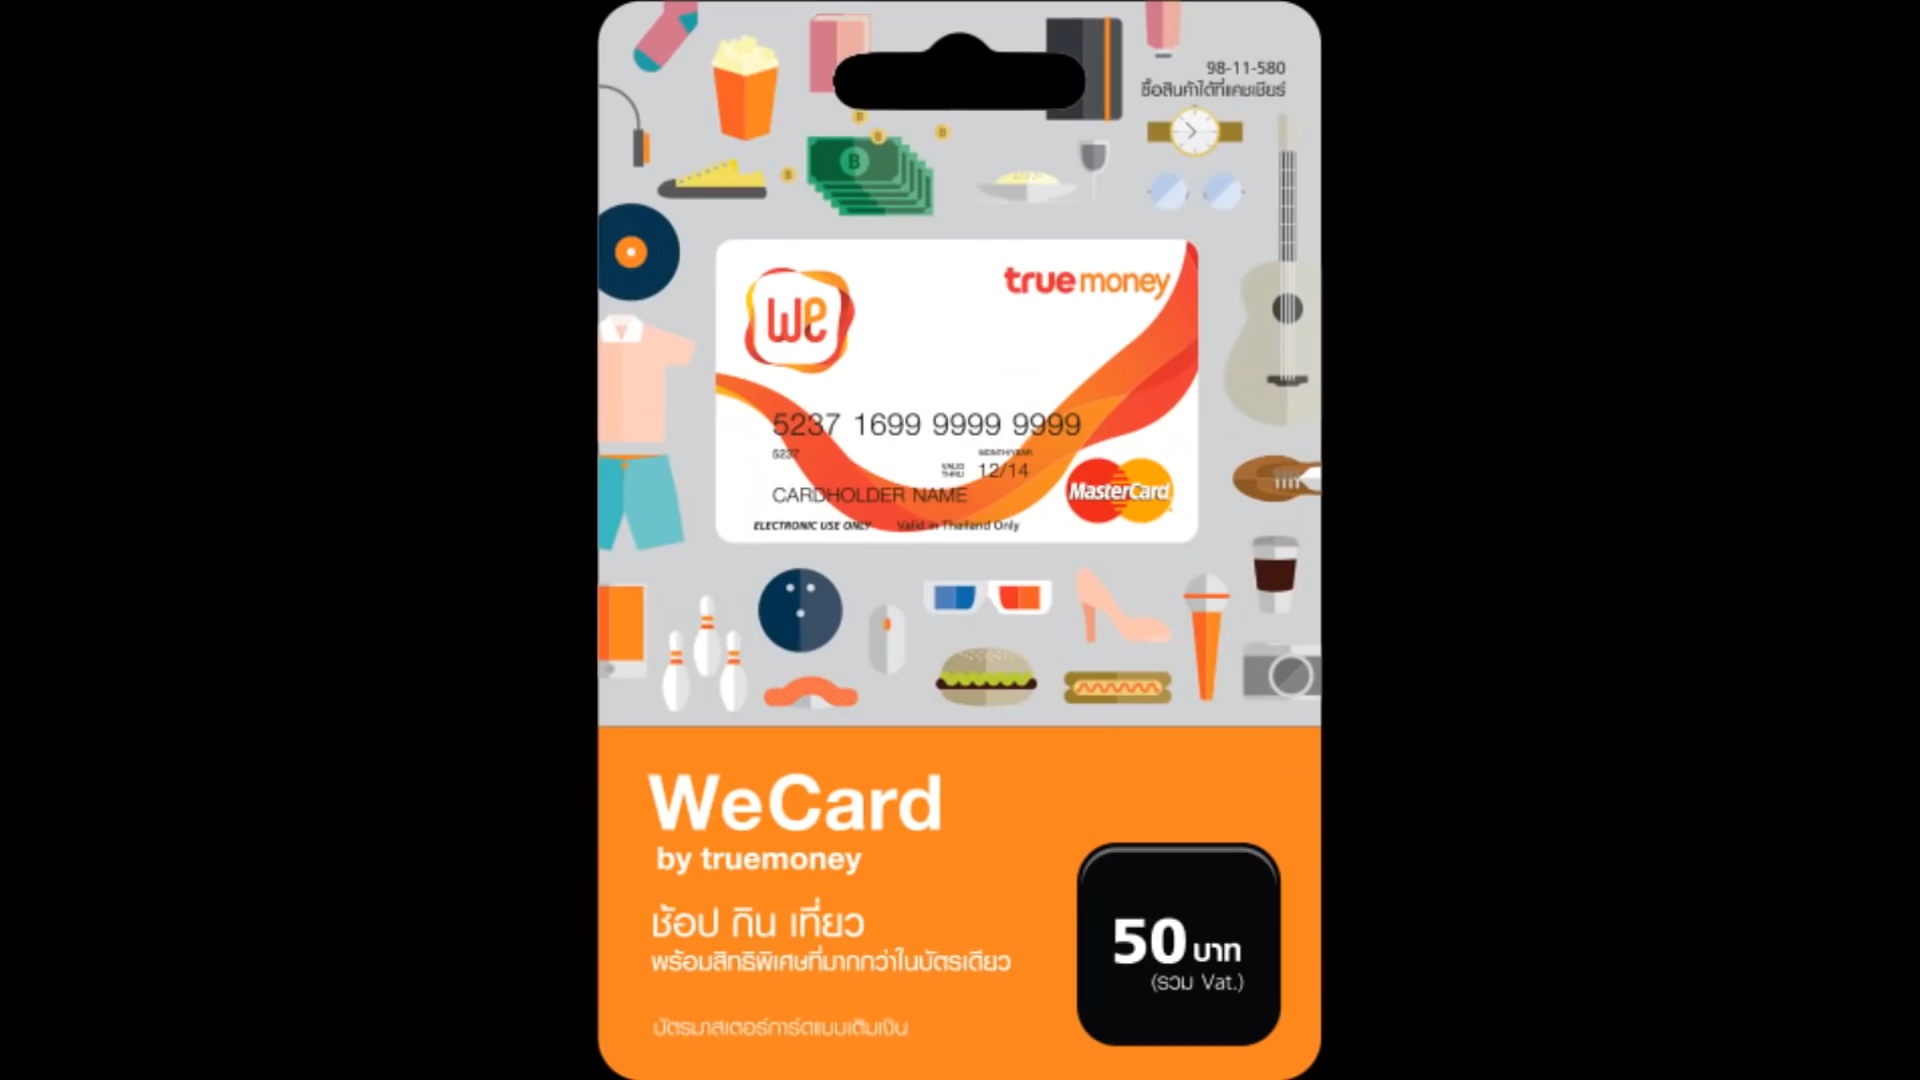 98-11-580
ซื้อสินค้าได้ที่แคชเชียร์
We
truemoney
5237 1699 9999 9999
5237
MONTH/YEAR
VALID THRU 12/14
CARDHOLDER NAME
MasterCard
ELECTRONIC USE ONLY Valid in Thailand Only
WeCard
by truemoney
ช้อป กิน เที่ยว
พร้อมสิทธิพิเศษที่มากกว่าในบัตรเดียว
50 บาท
(รวม Vat.)
บัตรมาสเตอร์การ์ดแบบเติมเงิน